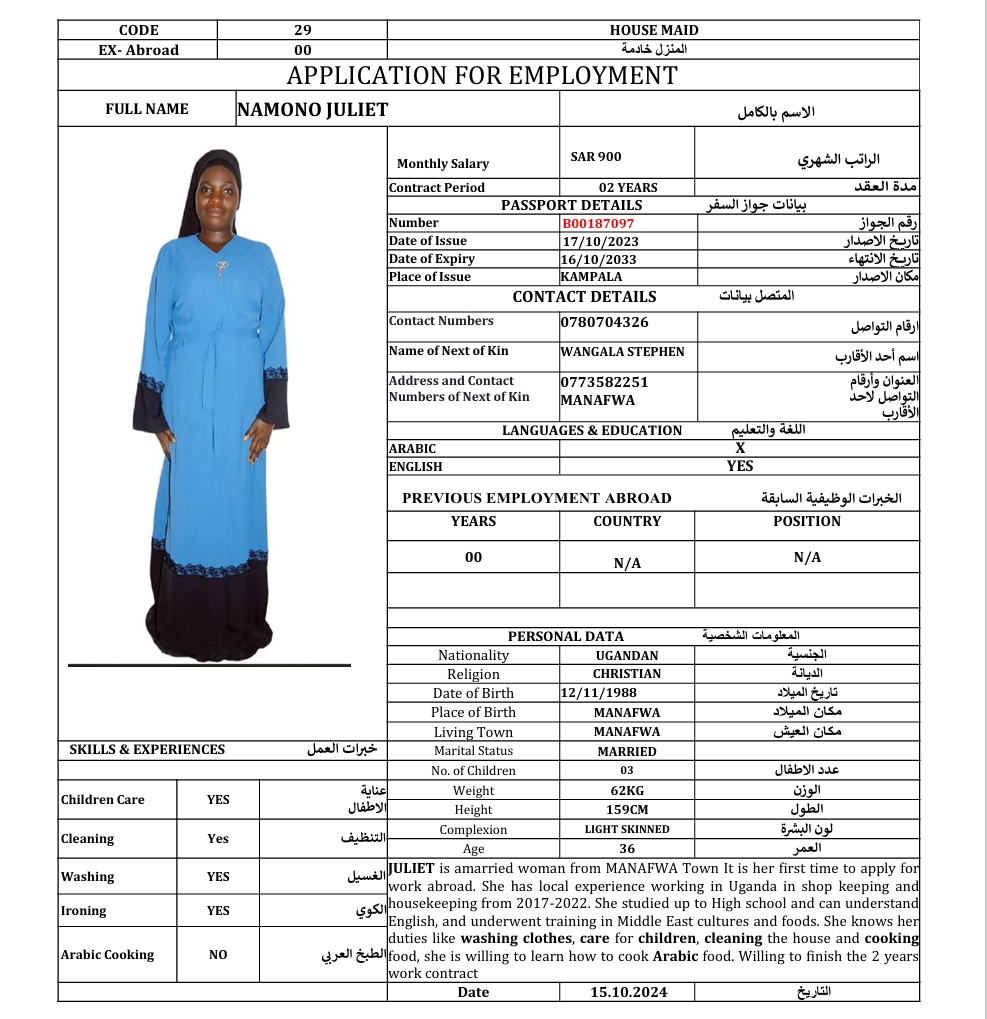 CODE 29 HOUSE MAID
EX- Abroad 00 المنزل خادمة
APPLICATION FOR EMPLOYMENT
FULL NAME NAMONO JULIET الاسم بالكامل
Monthly Salary SAR 900 الراتب الشهري
Contract Period 02 YEARS مدة العقد
PASSPORT DETAILS بيانات جواز السفر
Number B00187097 رقم الجواز
Date of Issue 17/10/2023 تاريخ الاصدار
Date of Expiry 16/10/2033 تاريخ الانتهاء
Place of Issue KAMPALA مكان الاصدار
CONTACT DETAILS المتصل بيانات
Contact Numbers 0780704326 ارقام التواصل
Name of Next of Kin WANGALA STEPHEN اسم أحد الأقارب
Address and Contact 0773582251 العنوان وأرقام
Numbers of Next of Kin MANAFWA التواصل لاحد
الأقارب
LANGUAGES & EDUCATION اللغة والتعليم
ARABIC X
ENGLISH YES
PREVIOUS EMPLOYMENT ABROAD الخبرات الوظيفية السابقة
YEARS COUNTRY POSITION
00 N/A N/A
PERSONAL DATA المعلومات الشخصية
Nationality UGANDAN الجنسية
Religion CHRISTIAN الديانة
Date of Birth 12/11/1988 تاريخ الميلاد
Place of Birth MANAFWA مكان الميلاد
Living Town MANAFWA مكان العيش
Marital Status MARRIED
No. of Children 03 عدد الاطفال
Weight 62KG الوزن
Height 159CM الطول
Complexion LIGHT SKINNED لون البشرة
Age 36 العمر
SKILLS & EXPERIENCES خبرات العمل
Children Care YES عناية
الاطفال
Cleaning Yes التنظيف
Washing YES الغسيل
Ironing YES الكوي
Arabic Cooking NO الطبخ العربي
JULIET is amarried woman from MANAFWA Town It is her first time to apply for
work abroad. She has local experience working in Uganda in shop keeping and
housekeeping from 2017-2022. She studied up to High school and can understand
English, and underwent training in Middle East cultures and foods. She knows her
duties like washing clothes, care for children, cleaning the house and cooking
food, she is willing to learn how to cook Arabic food. Willing to finish the 2 years
work contract
Date 15.10.2024 التاريخ